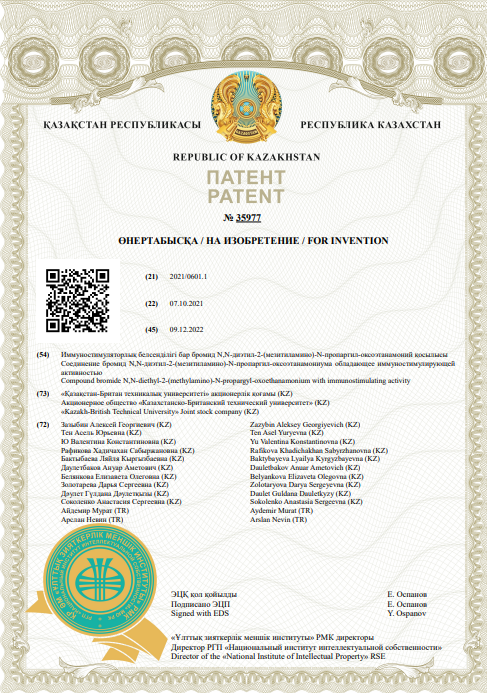 ҚАЗАҚСТАН РЕСПУБЛИКАСЫ РЕСПУБЛИКА КАЗАХСТАН
REPUBLIC OF KAZAKHSTAN
ПАТЕНТ
PATENT
№ 35977
ӨНЕРТАБЫСҚА / НА ИЗОБРЕТЕНИЕ / FOR INVENTION
(21) 2021/0601.1
(22) 07.10.2021
(45) 09.12.2022
(54) Иммуностимуляторлық белсенділігі бар бромид N,N-диэтил-2-(мезитиламино)-N-пропаргил-оксоэтанамоний қосылысы
Соединение бромид N,N-диэтил-2-(мезитиламино)-N-пропаргил-оксоэтанамониума обладающее иммуностимулирующей
активностью
Compound bromide N,N-diethyl-2-(methylamino)-N-propargyl-oxoethanamonium with immunostimulating activity
(73) «Қазақстан-Британ техникалық университеті» акционерлік қоғамы (KZ)
Акционерное общество «Казахстанско-Британский технический университет» (KZ)
«Kazakh-British Technical University» Joint stock company (KZ)
(72) Зазыбин Алексей Георгиевич (KZ) Zazybin Aleksey Georgiyevich (KZ)
Тен Асель Юрьевна (KZ) Ten Asel Yuryevna (KZ)
Ю Валентина Константиновна (KZ) Yu Valentina Konstantinovna (KZ)
Рафикова Хадичахан Сабыржановна (KZ) Rafikova Khadichakhan Sabyrzhanovna (KZ)
Бактыбаева Ляйля Кыргызбаевна (KZ) Baktybayeva Lyailya Kyrgyzbayevna (KZ)
Даулетбаков Ануар Аметович (KZ) Dauletbakov Anuar Ametovich (KZ)
Белянкова Елизавета Олеговна (KZ) Belyankova Elizaveta Olegovna (KZ)
Золотарева Дарья Сергеевна (KZ) Zolotaryova Darya Sergeyevna (KZ)
Дәулет Гулдана Дәулетқызы (KZ) Daulet Guldana Dauletkyzy (KZ)
Соколенко Анастасия Сергеевна (KZ) Sokolenko Anastasia Sergeevna (KZ)
Айдемир Мурат (TR) Aydemir Murat (TR)
Арслан Невин (TR) Arslan Nevin (TR)
ЭЦҚ қол қойылды Е. Оспанов
Подписано ЭЦП Е. Оспанов
Signed with EDS Y. Ospanov
«Ұлттық зияткерлік меншік институты» РМК директоры
Директор РГП «Национальный институт интеллектуальной собственности»
Director of the «National Institute of Intellectual Property» RSE